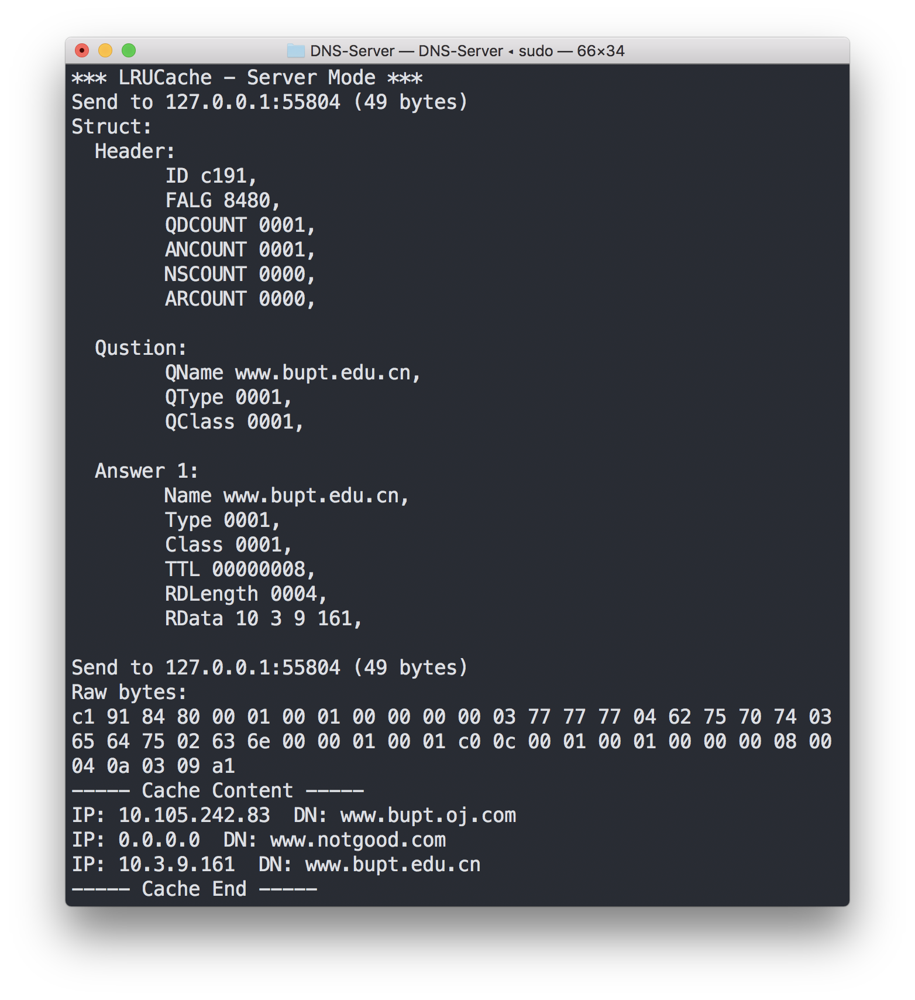 DNS-Server — DNS-Server ◂ sudo — 66×34
*** LRUCache - Server Mode ***
Send to 127.0.0.1:55804 (49 bytes)
Struct:
  Header:
        ID c191,
        FALG 8480,
        QDCOUNT 0001,
        ANCOUNT 0001,
        NSCOUNT 0000,
        ARCOUNT 0000,
  Qustion:
        QName www.bupt.edu.cn,
        QType 0001,
        QClass 0001,
  Answer 1:
        Name www.bupt.edu.cn,
        Type 0001,
        Class 0001,
        TTL 00000008,
        RDLength 0004,
        RData 10 3 9 161,
Send to 127.0.0.1:55804 (49 bytes)
Raw bytes:
c1 91 84 80 00 01 00 01 00 00 00 00 03 77 77 77 04 62 75 70 74 03
65 64 75 02 63 6e 00 00 01 00 01 c0 0c 00 01 00 01 00 00 00 08 00
04 0a 03 09 a1
----- Cache Content -----
IP: 10.105.242.83  DN: www.bupt.oj.com
IP: 0.0.0.0  DN: www.notgood.com
IP: 10.3.9.161  DN: www.bupt.edu.cn
----- Cache End -----